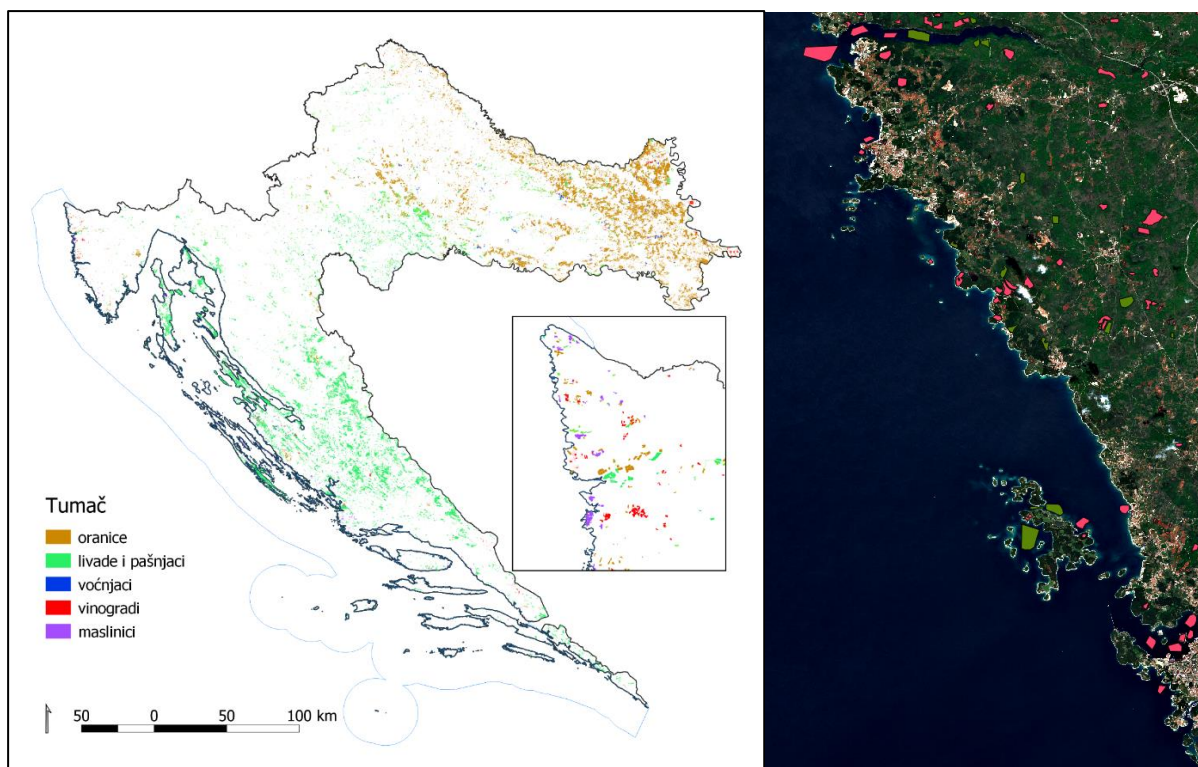 Tumač
oranice
livade i pašnjaci
voćnjaci
vinogradi
maslinici
50 0 50 100 km